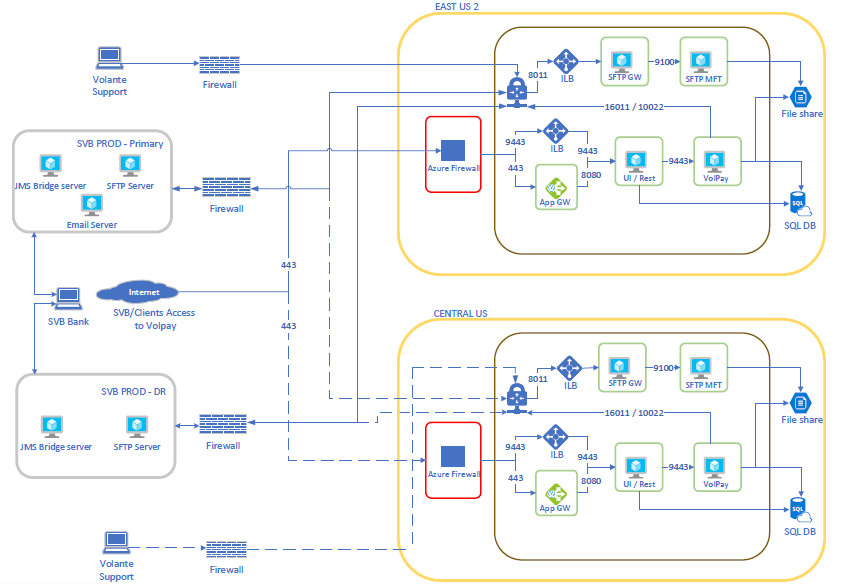 EAST US 2
Volante
Support
Firewall
8011
ILB
SFTP GW
9100
SFTP MFT
File share
16011 / 10022
SVB PROD - Primary
JMS Bridge server
SFTP Server
Email Server
Firewall
Azure Firewall
9443
443
ILB
App GW
9443
8080
UI / Rest
9443
VolPay
SQL
SQL DB
443
Internet
SVB/Clients Access
to Volpay
SVB Bank
443
CENTRAL US
8011
ILB
SFTP GW
9100
SFTP MFT
File share
16011 / 10022
SVB PROD - DR
JMS Bridge server
SFTP Server
Firewall
Azure Firewall
9443
443
ILB
App GW
9443
8080
UI / Rest
9443
VolPay
SQL
SQL DB
Volante
Support
Firewall